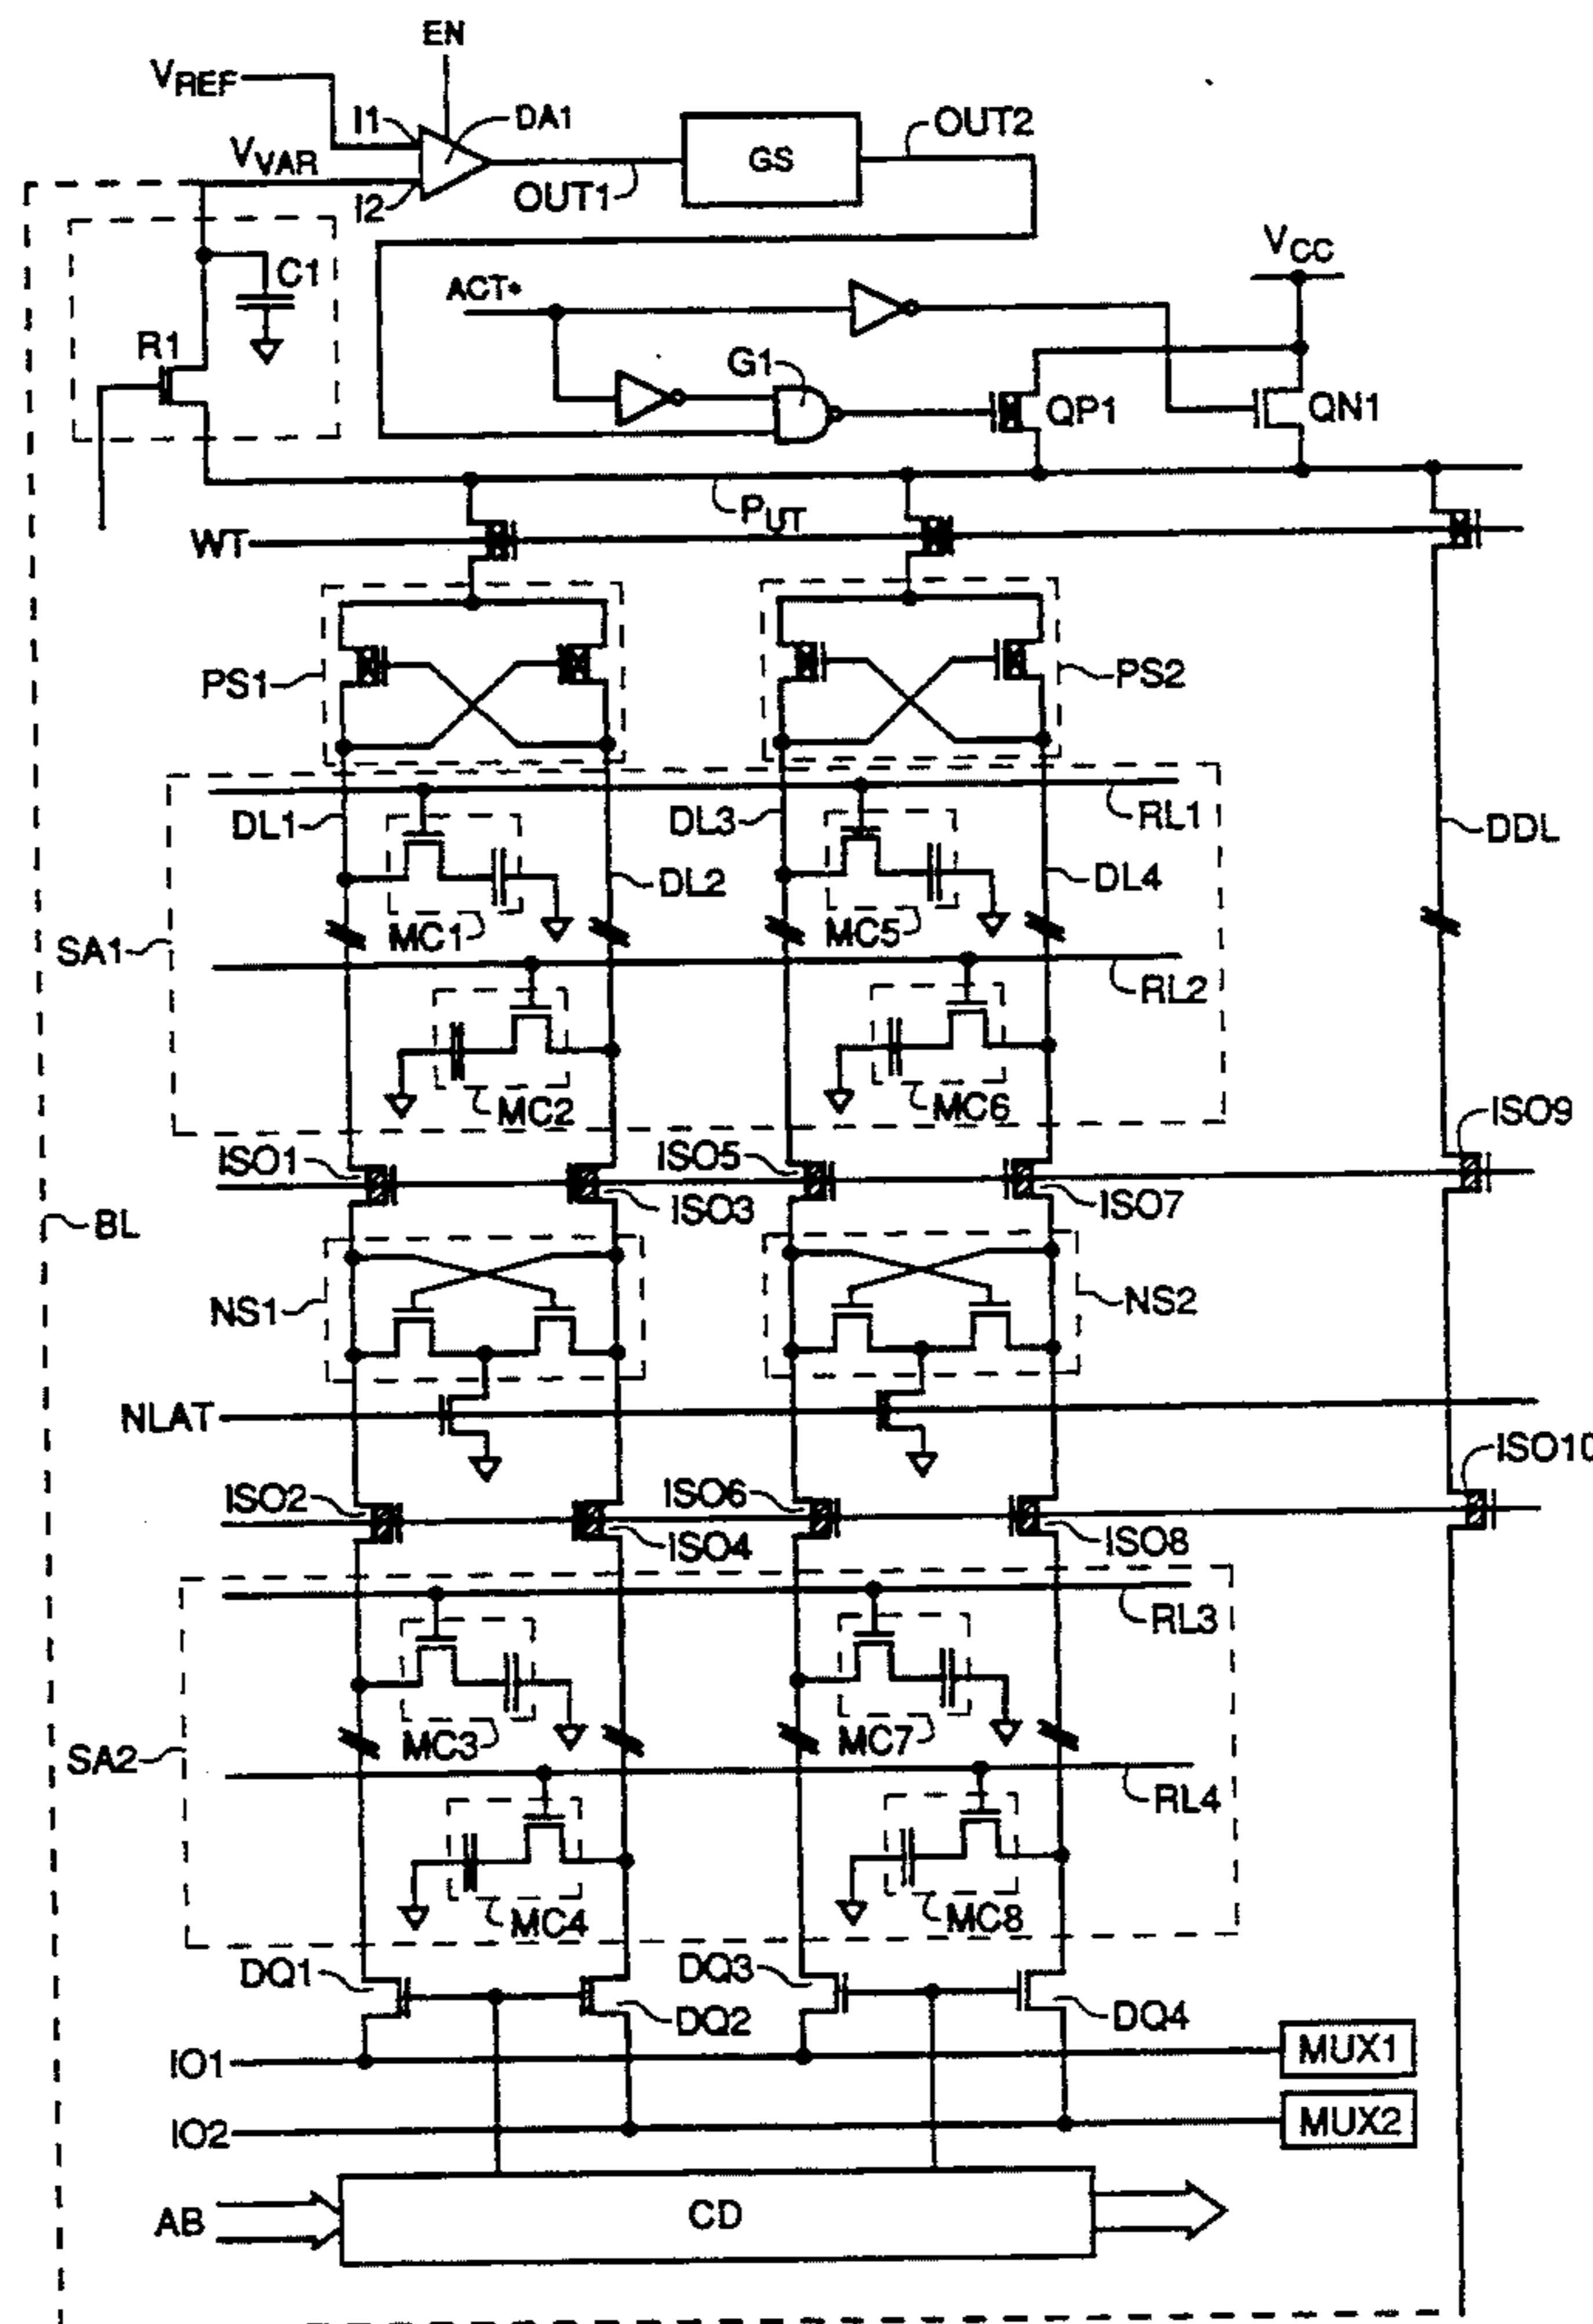 EN
VREF
I1
DA1
VVAR
I2
OUT1
GS
OUT2
C1
ACT*
VCC
R1
G1
QP1
QN1
PUT
WT
PS1
PS2
DL1
DL3
RL1
DDL
DL2
DL4
MC1
MC5
SA1
RL2
MC2
MC6
ISO9
ISO1
ISO5
ISO3
ISO7
BL
NS1
NS2
NLAT
ISO10
ISO2
ISO6
ISO4
ISO8
RL3
MC3
MC7
SA2
RL4
MC4
MC8
DQ1
DQ3
DQ2
DQ4
IO1
MUX1
IO2
MUX2
AB
CD